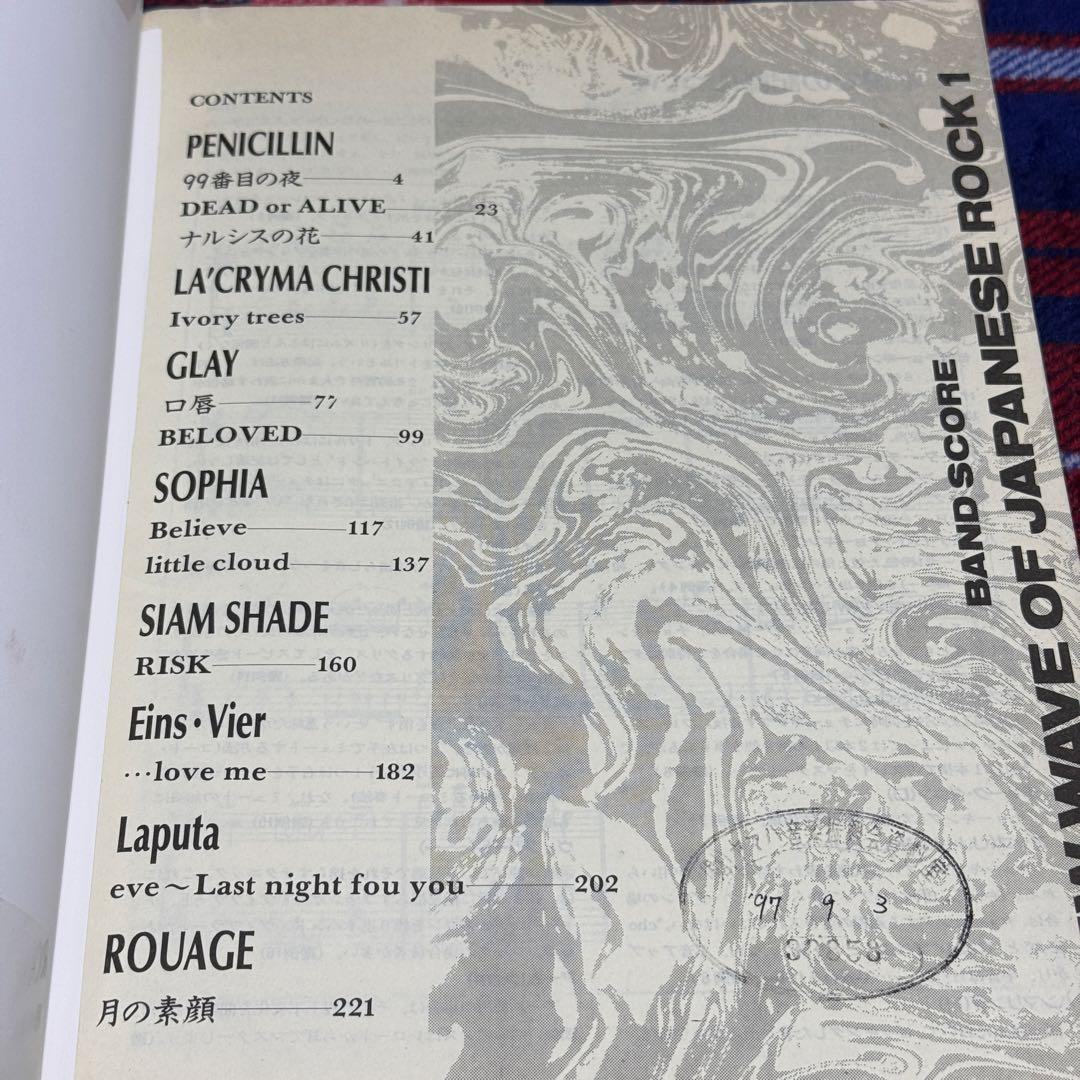 CONTENTS
PENICILLIN
99番目の夜 4
DEAD or ALIVE 23
ナルシスの花 41
LA'CRYMA CHRISTI
Ivory trees 57
GLAY
口唇 77
BELOVED 99
SOPHIA
Believe 117
little cloud 137
SIAM SHADE
RISK 160
Eins・Vier
…love me 182
Laputa
eve～Last night fou you 202
ROUAGE
月の素顔 221
BAND SCORE
WAVE OF JAPANESE ROCK 1
'97 9 3